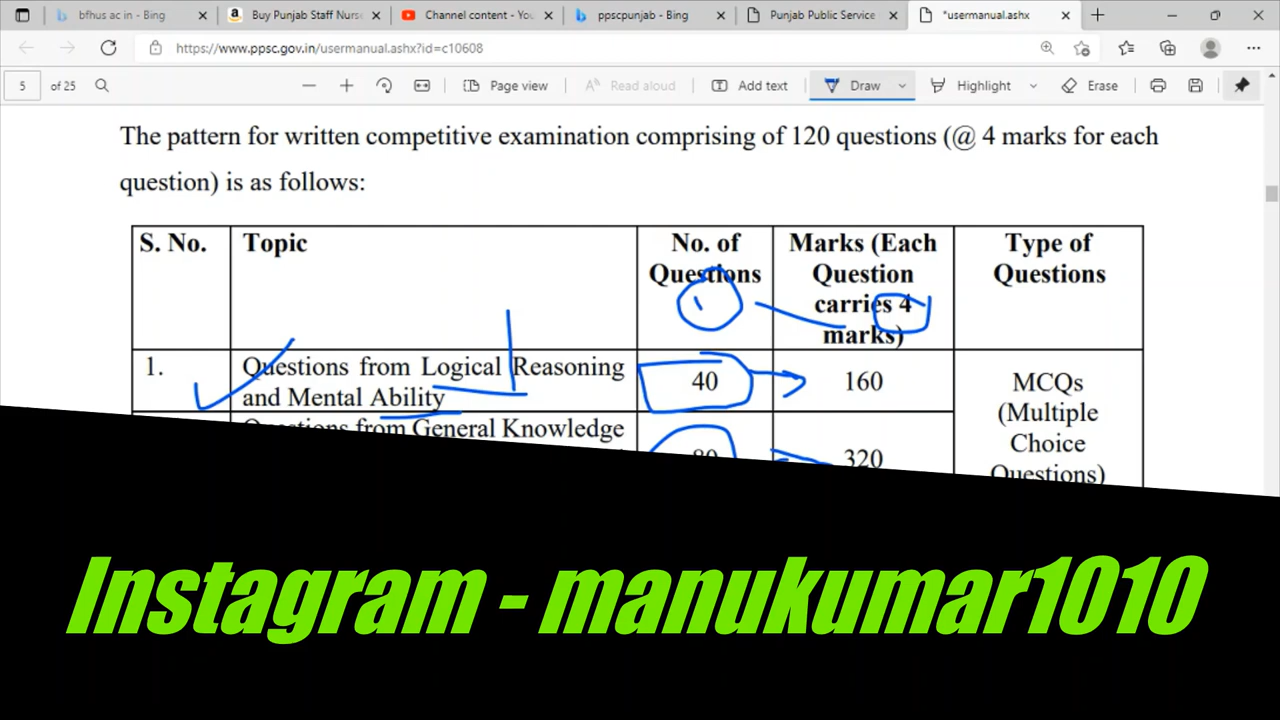 bfhus ac in - Bing
Buy Punjab Staff Nurse
Channel content - You
ppscpunjab - Bing
Punjab Public Service
*usermanual.ashx
https://www.ppsc.gov.in/usermanual.ashx?id=c10608
5 of 25
Page view
Read aloud
Add text
Draw
Highlight
Erase
The pattern for written competitive examination comprising of 120 questions (@ 4 marks for each
question) is as follows:
S. No.
Topic
No. of
Questions
Marks (Each
Question
carries 4
marks)
Type of
Questions
1.
Questions from Logical Reasoning
and Mental Ability
40
160
MCQs
(Multiple
Choice
Questions)
Questions from General Knowledge
80
320
Instagram - manukumar1010